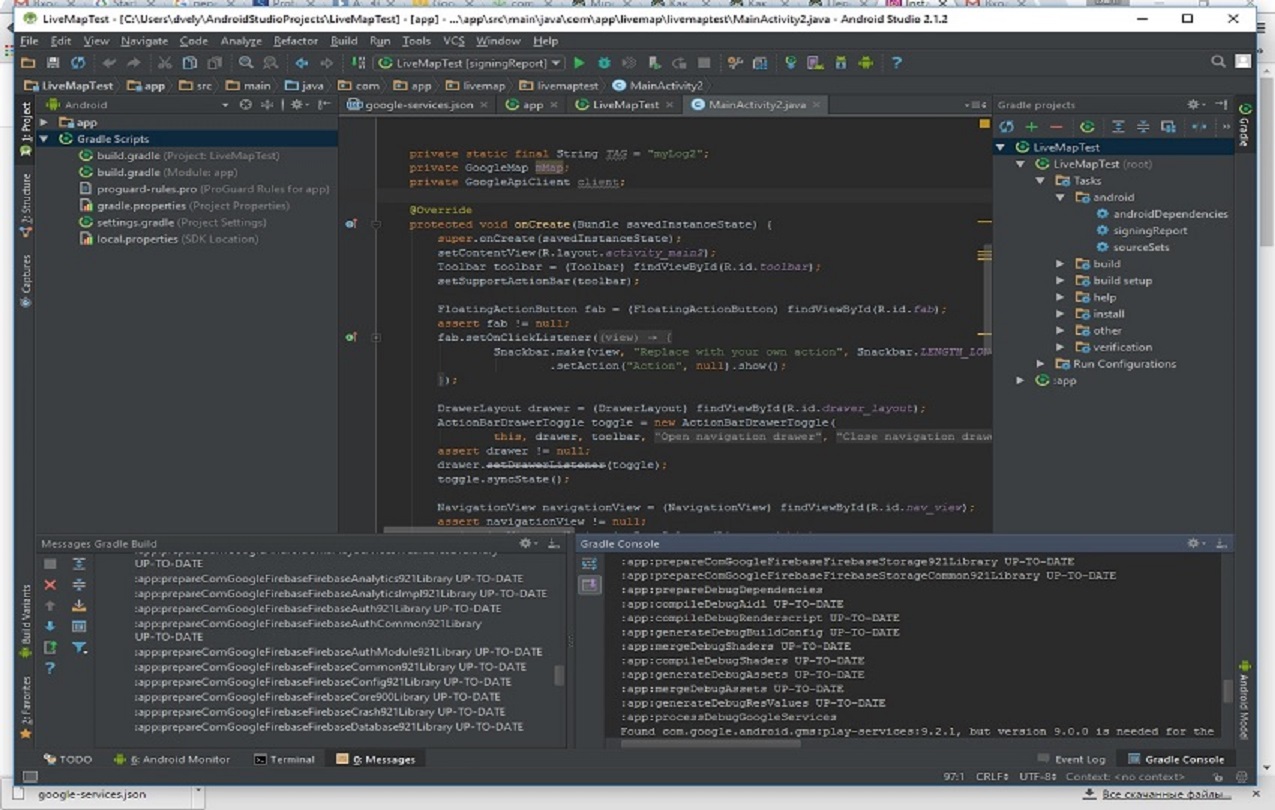 LiveMapTest - [C:\Users\dvely\AndroidStudioProjects\LiveMapTest] - [app] - ...\app\src\main\java\com\app\livemap\livemaptest\MainActivity2.java - Android Studio 2.1.2
File Edit View Navigate Code Analyze Refactor Build Run Tools VCS Window Help
LiveMapTest [signingReport]
LiveMapTest app src main java com app livemap livemaptest MainActivity2
Android
google-services.json app LiveMapTest MainActivity2.java
Gradle projects
1: Project
2: Structure
Captures
Build Variants
2: Favorites
app
Gradle Scripts
build.gradle (Project: LiveMapTest)
build.gradle (Module: app)
proguard-rules.pro (ProGuard Rules for app)
gradle.properties (Project Properties)
settings.gradle (Project Settings)
local.properties (SDK Location)
private static final String TAG = "myLog2";
private GoogleMap mMap;
private GoogleApiClient client;
@Override
protected void onCreate(Bundle savedInstanceState) {
super.onCreate(savedInstanceState);
setContentView(R.layout.activity_main2);
Toolbar toolbar = (Toolbar) findViewById(R.id.toolbar);
setSupportActionBar(toolbar);
FloatingActionButton fab = (FloatingActionButton) findViewById(R.id.fab);
assert fab != null;
fab.setOnClickListener((view) → {
Snackbar.make(view, "Replace with your own action", Snackbar.LENGTH_LON
.setAction("Action", null).show();
});
DrawerLayout drawer = (DrawerLayout) findViewById(R.id.drawer_layout);
ActionBarDrawerToggle toggle = new ActionBarDrawerToggle(
this, drawer, toolbar, "Open navigation drawer", "Close navigation draw
assert drawer != null;
drawer.setDrawerListener(toggle);
toggle.syncState();
NavigationView navigationView = (NavigationView) findViewById(R.id.nav_view);
assert navigationView != null;
LiveMapTest
LiveMapTest (root)
Tasks
android
androidDependencies
signingReport
sourceSets
build
build setup
help
install
other
verification
Run Configurations
:app
Gradle
Android Model
Messages Gradle Build
UP-TO-DATE
:app:prepareComGoogleFirebaseFirebaseAnalytics921Library UP-TO-DATE
:app:prepareComGoogleFirebaseFirebaseAnalyticsImpl921Library UP-TO-DATE
:app:prepareComGoogleFirebaseFirebaseAuth921Library UP-TO-DATE
:app:prepareComGoogleFirebaseFirebaseAuthCommon921Library
UP-TO-DATE
:app:prepareComGoogleFirebaseFirebaseAuthModule921Library UP-TO-DATE
:app:prepareComGoogleFirebaseFirebaseCommon921Library UP-TO-DATE
:app:prepareComGoogleFirebaseFirebaseConfig921Library UP-TO-DATE
:app:prepareComGoogleFirebaseFirebaseCore900Library UP-TO-DATE
:app:prepareComGoogleFirebaseFirebaseCrash921Library UP-TO-DATE
:app:prepareComGoogleFirebaseFirebaseDatabase921Library UP-TO-DATE
Gradle Console
:app:prepareComGoogleFirebaseFirebaseStorage921Library UP-TO-DATE
:app:prepareComGoogleFirebaseFirebaseStorageCommon921Library UP-TO-DATE
:app:prepareDebugDependencies
:app:compileDebugAidl UP-TO-DATE
:app:compileDebugRenderscript UP-TO-DATE
:app:generateDebugBuildConfig UP-TO-DATE
:app:mergeDebugShaders UP-TO-DATE
:app:compileDebugShaders UP-TO-DATE
:app:generateDebugAssets UP-TO-DATE
:app:mergeDebugAssets UP-TO-DATE
:app:generateDebugResValues UP-TO-DATE
:app:processDebugGoogleServices
Found com.google.android.gms:play-services:9.2.1, but version 9.0.0 is needed for the
TODO 6: Android Monitor Terminal 0: Messages Event Log Gradle Console
97:1 CRLF UTF-8 Context: <no context>
google-services.json Все скачанные файлы...